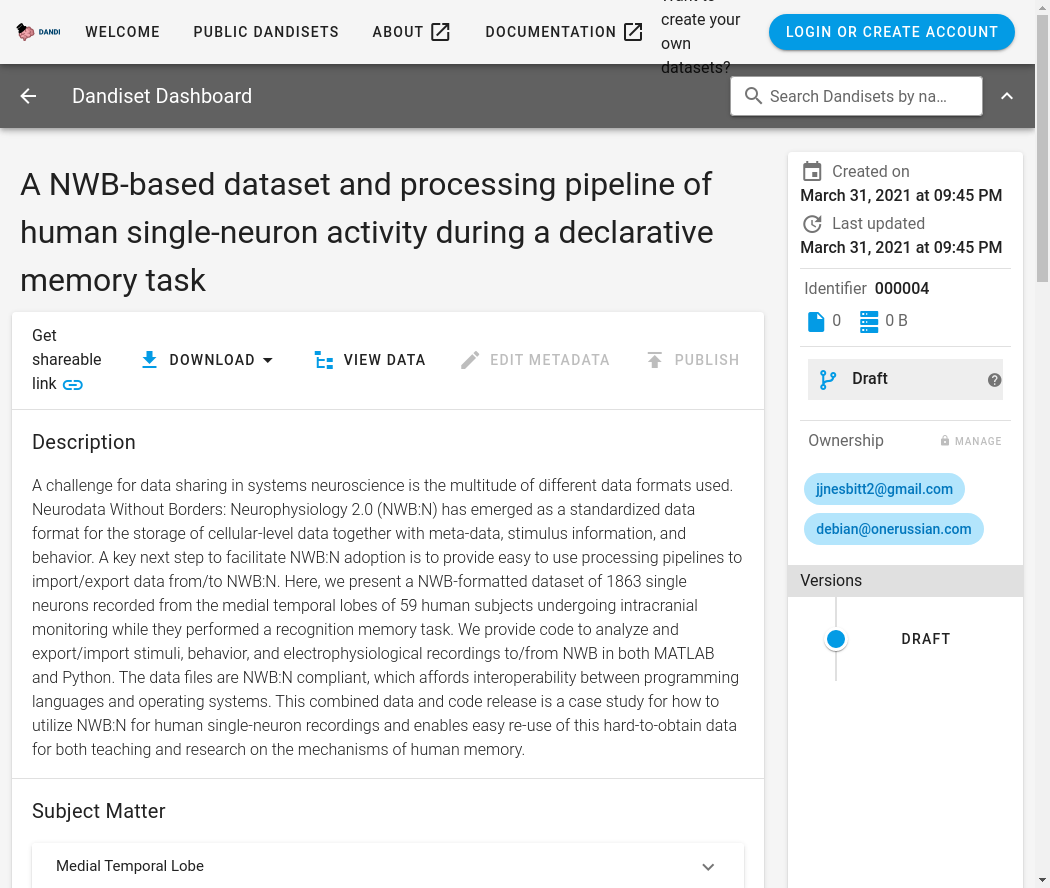 DANDI
WELCOME
PUBLIC DANDISETS
ABOUT
DOCUMENTATION
create your
own
datasets?
LOGIN OR CREATE ACCOUNT
Dandiset Dashboard
Search Dandisets by na...
A NWB-based dataset and processing pipeline of
human single-neuron activity during a declarative
memory task
Get
shareable
link
DOWNLOAD
VIEW DATA
EDIT METADATA
PUBLISH
Description
A challenge for data sharing in systems neuroscience is the multitude of different data formats used.
Neurodata Without Borders: Neurophysiology 2.0 (NWB:N) has emerged as a standardized data
format for the storage of cellular-level data together with meta-data, stimulus information, and
behavior. A key next step to facilitate NWB:N adoption is to provide easy to use processing pipelines to
import/export data from/to NWB:N. Here, we present a NWB-formatted dataset of 1863 single
neurons recorded from the medial temporal lobes of 59 human subjects undergoing intracranial
monitoring while they performed a recognition memory task. We provide code to analyze and
export/import stimuli, behavior, and electrophysiological recordings to/from NWB in both MATLAB
and Python. The data files are NWB:N compliant, which affords interoperability between programming
languages and operating systems. This combined data and code release is a case study for how to
utilize NWB:N for human single-neuron recordings and enables easy re-use of this hard-to-obtain data
for both teaching and research on the mechanisms of human memory.
Subject Matter
Medial Temporal Lobe
Created on
March 31, 2021 at 09:45 PM
Last updated
March 31, 2021 at 09:45 PM
Identifier 000004
0 0 B
Draft
Ownership MANAGE
jjnesbitt2@gmail.com
debian@onerussian.com
Versions
DRAFT